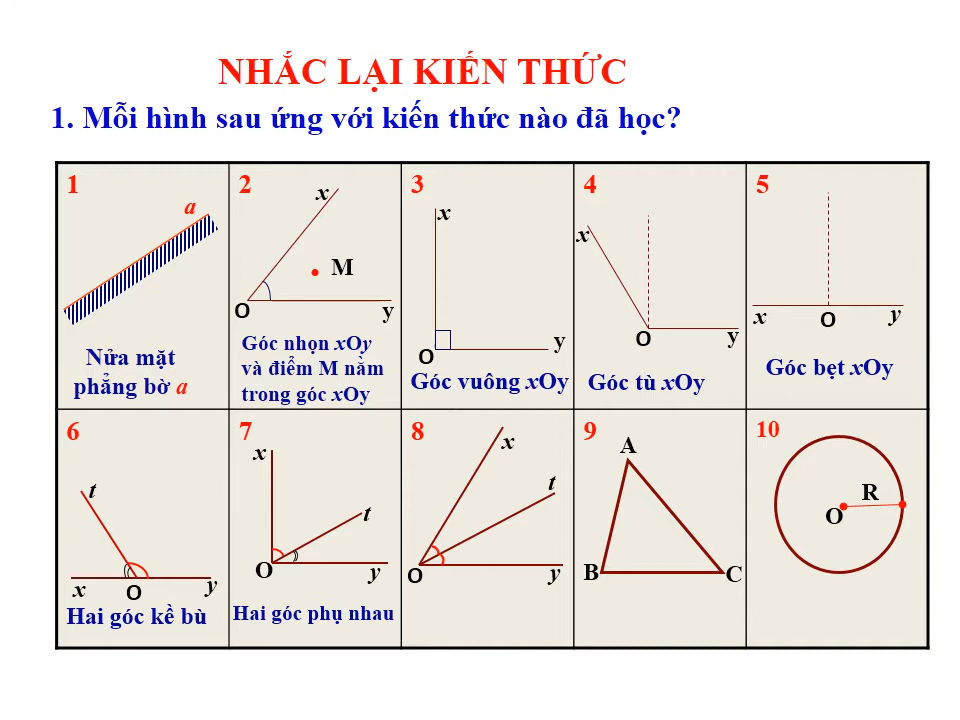 NHẮC LẠI KIẾN THỨC
1. Mỗi hình sau ứng với kiến thức nào đã học?
1
a
Nửa mặt
phẳng bờ a
2
x
M
O
y
Góc nhọn xOy
và điểm M nằm
trong góc xOy
3
x
O
y
Góc vuông xOy
4
x
O
y
Góc tù xOy
5
x
O
y
Góc bẹt xOy
6
t
x
O
y
Hai góc kề bù
7
x
t
O
y
Hai góc phụ nhau
8
x
t
O
y
9
A
B
C
10
R
O